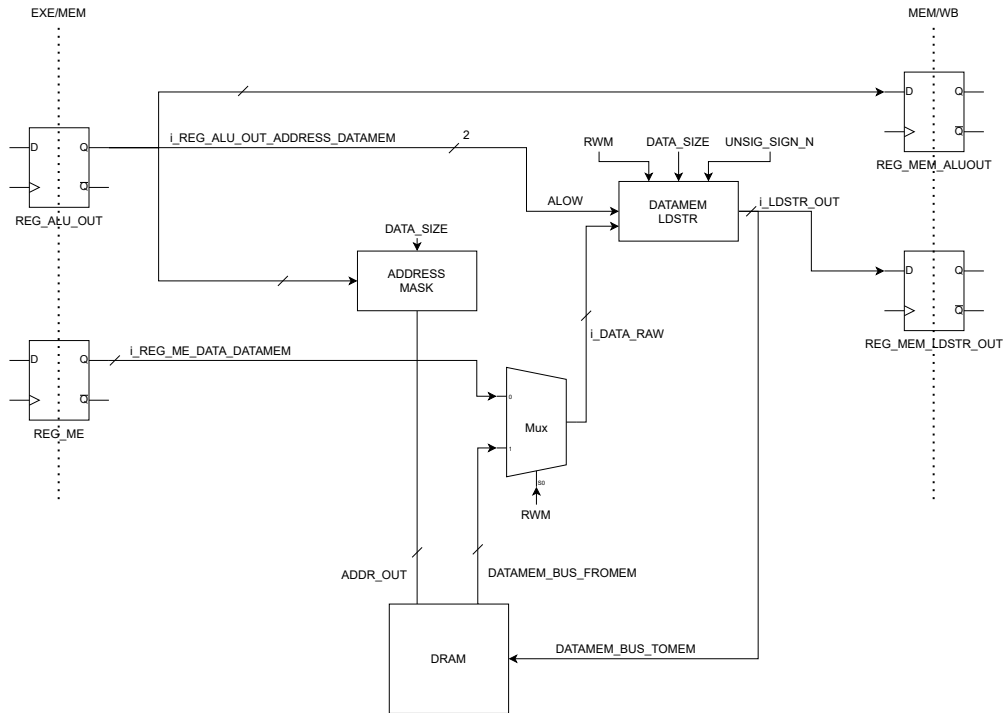 EXE/MEM
MEM/WB
D
Q
Q
REG_MEM_ALUOUT
i_REG_ALU_OUT_ADDRESS_DATAMEM
2
D
Q
Q
REG_ALU_OUT
RWM
DATA_SIZE
UNSIG_SIGN_N
ALOW
DATAMEM
LDSTR
i_LDSTR_OUT
DATA_SIZE
ADDRESS
MASK
D
Q
Q
REG_MEM_LDSTR_OUT
i_DATA_RAW
i_REG_ME_DATA_DATAMEM
D
Q
Q
REG_ME
0
Mux
1
S0
RWM
ADDR_OUT
DATAMEM_BUS_FROMEM
DATAMEM_BUS_TOMEM
DRAM